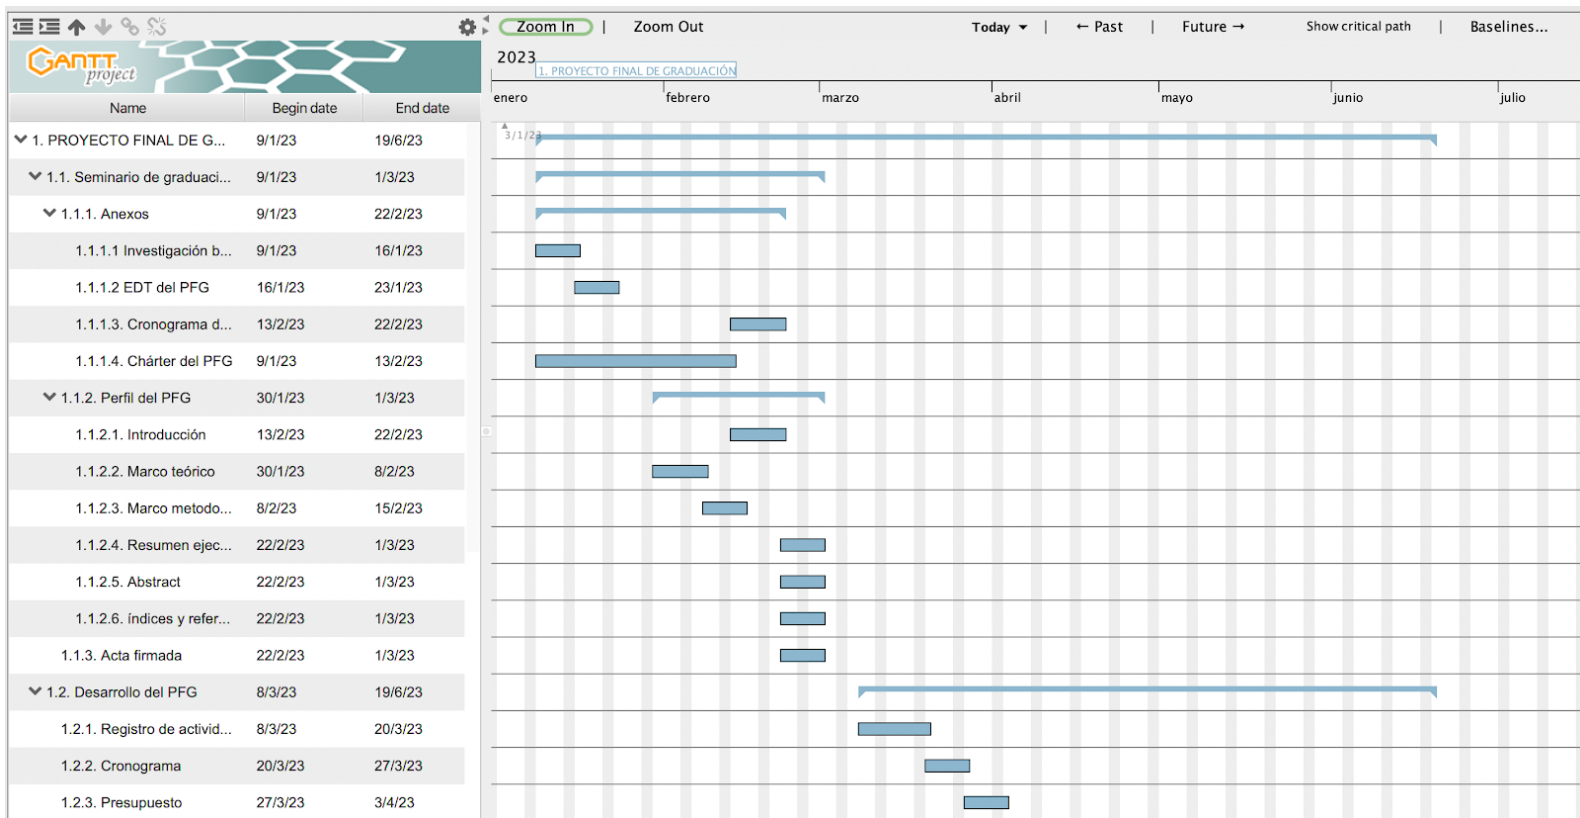 Zoom In | Zoom Out Today | ← Past | Future → Show critical path | Baselines...
GANTT
project
2023
1. PROYECTO FINAL DE GRADUACIÓN
Name Begin date End date
enero febrero marzo abril mayo junio julio
3/1/23
1. PROYECTO FINAL DE G... 9/1/23 19/6/23
1.1. Seminario de graduaci... 9/1/23 1/3/23
1.1.1. Anexos 9/1/23 22/2/23
1.1.1.1 Investigación b... 9/1/23 16/1/23
1.1.1.2 EDT del PFG 16/1/23 23/1/23
1.1.1.3. Cronograma d... 13/2/23 22/2/23
1.1.1.4. Chárter del PFG 9/1/23 13/2/23
1.1.2. Perfil del PFG 30/1/23 1/3/23
1.1.2.1. Introducción 13/2/23 22/2/23
1.1.2.2. Marco teórico 30/1/23 8/2/23
1.1.2.3. Marco metodo... 8/2/23 15/2/23
1.1.2.4. Resumen ejec... 22/2/23 1/3/23
1.1.2.5. Abstract 22/2/23 1/3/23
1.1.2.6. índices y refer... 22/2/23 1/3/23
1.1.3. Acta firmada 22/2/23 1/3/23
1.2. Desarrollo del PFG 8/3/23 19/6/23
1.2.1. Registro de activid... 8/3/23 20/3/23
1.2.2. Cronograma 20/3/23 27/3/23
1.2.3. Presupuesto 27/3/23 3/4/23